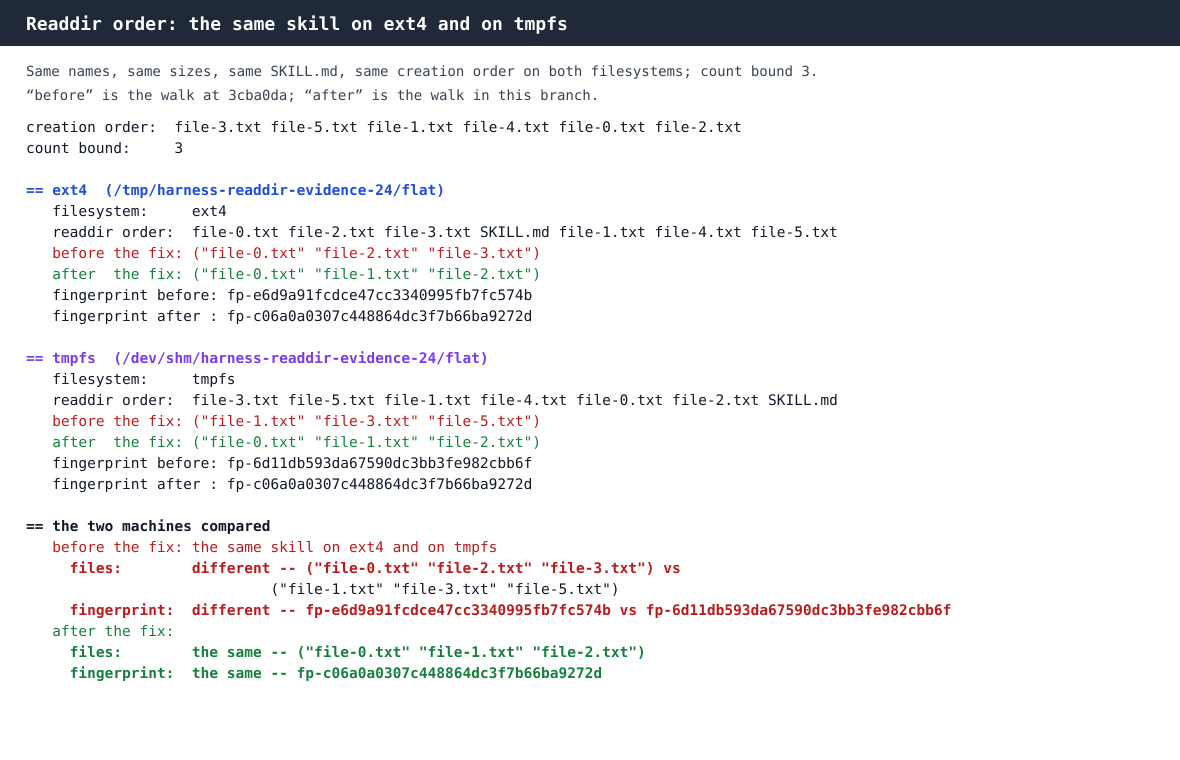 Readdir order: the same skill on ext4 and on tmpfs
Same names, same sizes, same SKILL.md, same creation order on both filesystems; count bound 3.
“before” is the walk at 3cba0da; “after” is the walk in this branch.
creation order:  file-3.txt file-5.txt file-1.txt file-4.txt file-0.txt file-2.txt
count bound:     3
== ext4  (/tmp/harness-readdir-evidence-24/flat)
filesystem:     ext4
readdir order:  file-0.txt file-2.txt file-3.txt SKILL.md file-1.txt file-4.txt file-5.txt
before the fix: ("file-0.txt" "file-2.txt" "file-3.txt")
after  the fix: ("file-0.txt" "file-1.txt" "file-2.txt")
fingerprint before: fp-e6d9a91fcdce47cc3340995fb7fc574b
fingerprint after : fp-c06a0a0307c448864dc3f7b66ba9272d
== tmpfs  (/dev/shm/harness-readdir-evidence-24/flat)
filesystem:     tmpfs
readdir order:  file-3.txt file-5.txt file-1.txt file-4.txt file-0.txt file-2.txt SKILL.md
before the fix: ("file-1.txt" "file-3.txt" "file-5.txt")
after  the fix: ("file-0.txt" "file-1.txt" "file-2.txt")
fingerprint before: fp-6d11db593da67590dc3bb3fe982cbb6f
fingerprint after : fp-c06a0a0307c448864dc3f7b66ba9272d
== the two machines compared
before the fix: the same skill on ext4 and on tmpfs
files:        different -- ("file-0.txt" "file-2.txt" "file-3.txt") vs
("file-1.txt" "file-3.txt" "file-5.txt")
fingerprint:  different -- fp-e6d9a91fcdce47cc3340995fb7fc574b vs fp-6d11db593da67590dc3bb3fe982cbb6f
after the fix:
files:        the same -- ("file-0.txt" "file-1.txt" "file-2.txt")
fingerprint:  the same -- fp-c06a0a0307c448864dc3f7b66ba9272d